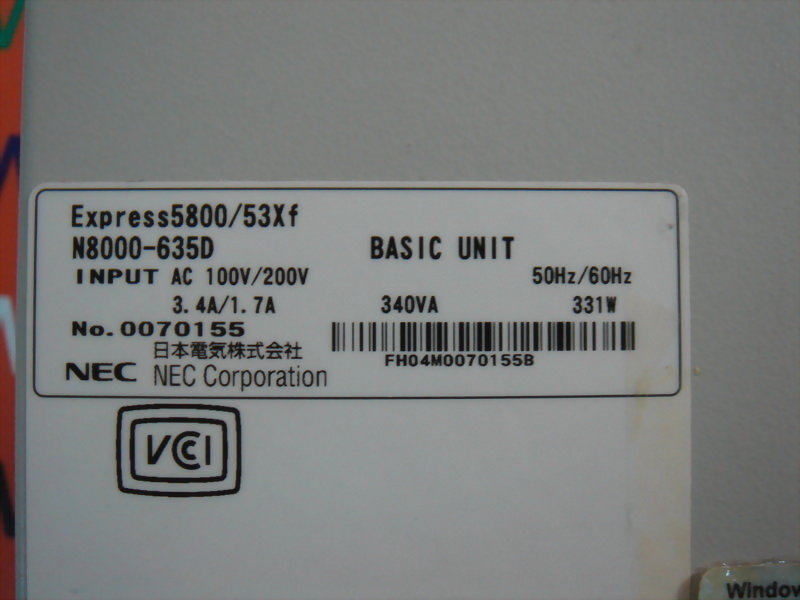 Express5800/53Xf
N8000-635D BASIC UNIT
INPUT AC 100V/200V 50Hz/60Hz
3.4A/1.7A 340VA 331W
No.0070155
FH04M0070155B
日本電気株式会社
NEC NEC Corporation
VCCI
Window